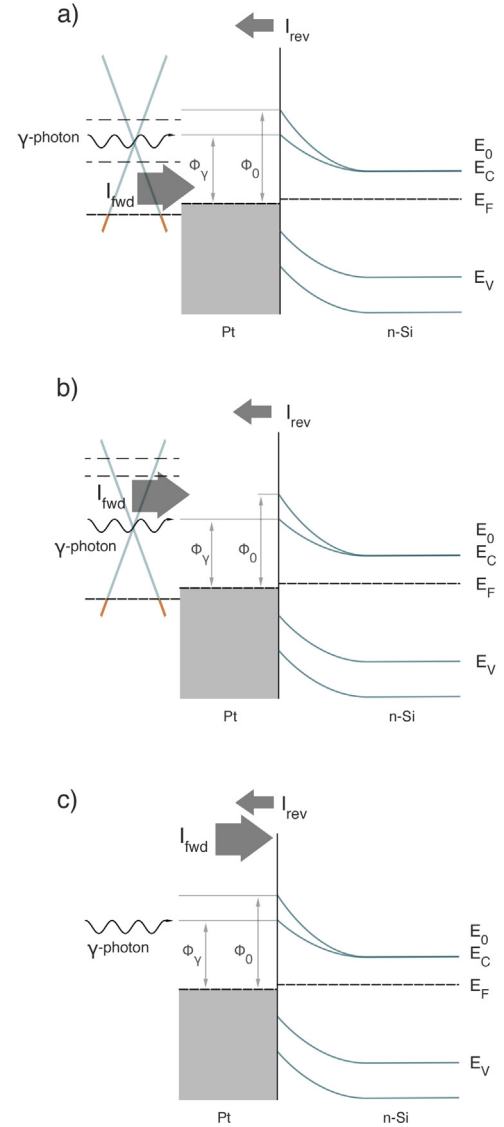 a)
I_rev
γ-photon
Φ_γ
Φ_0
E_0
E_C
I_fwd
E_F
E_V
Pt
n-Si
b)
I_rev
I_fwd
γ-photon
Φ_γ
Φ_0
E_0
E_C
E_F
E_V
Pt
n-Si
c)
I_rev
I_fwd
γ-photon
Φ_γ
Φ_0
E_0
E_C
E_F
E_V
Pt
n-Si